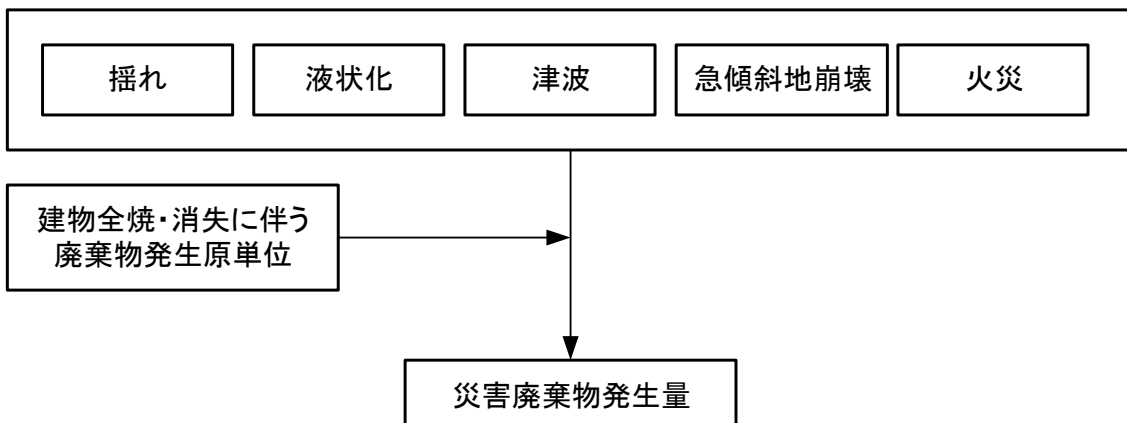 揺れ
液状化
津波
急傾斜地崩壊
火災
建物全焼・消失に伴う
廃棄物発生原単位
災害廃棄物発生量